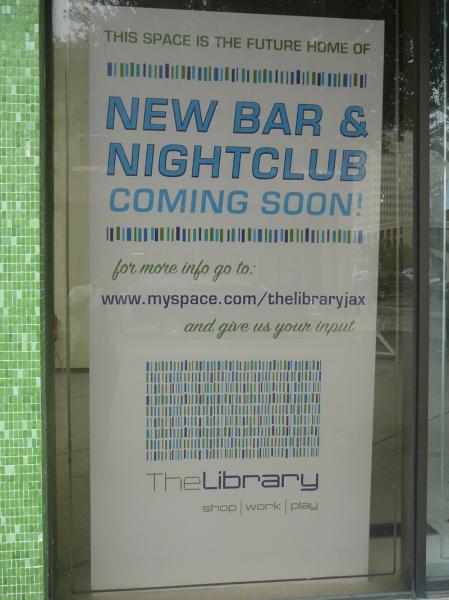 THIS SPACE IS THE FUTURE HOME OF
NEW BAR &
NIGHTCLUB
COMING SOON!
for more info go to:
www.myspace.com/thelibraryjax
and give us your input
TheLibrary
shop | work | play